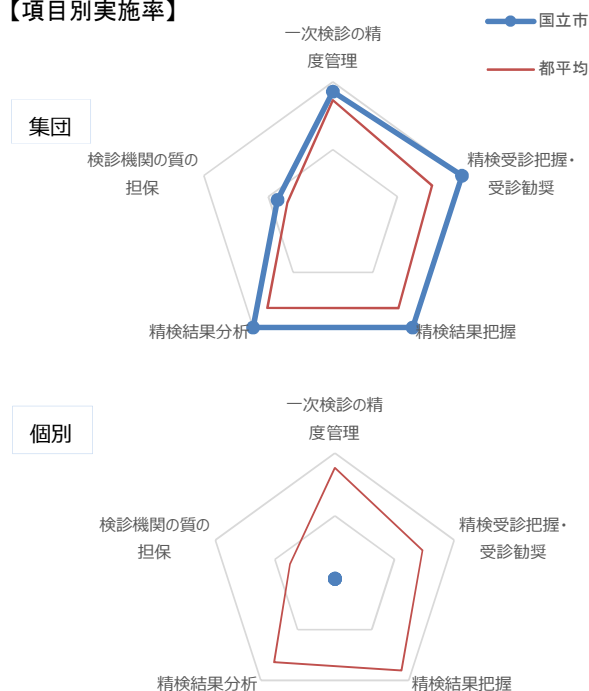 【項目別実施率】
国立市
都平均
集団
一次検診の精
度管理
精検受診把握・
受診勧奨
精検結果把握
精検結果分析
検診機関の質の
担保
個別
一次検診の精
度管理
精検受診把握・
受診勧奨
精検結果把握
精検結果分析
検診機関の質の
担保